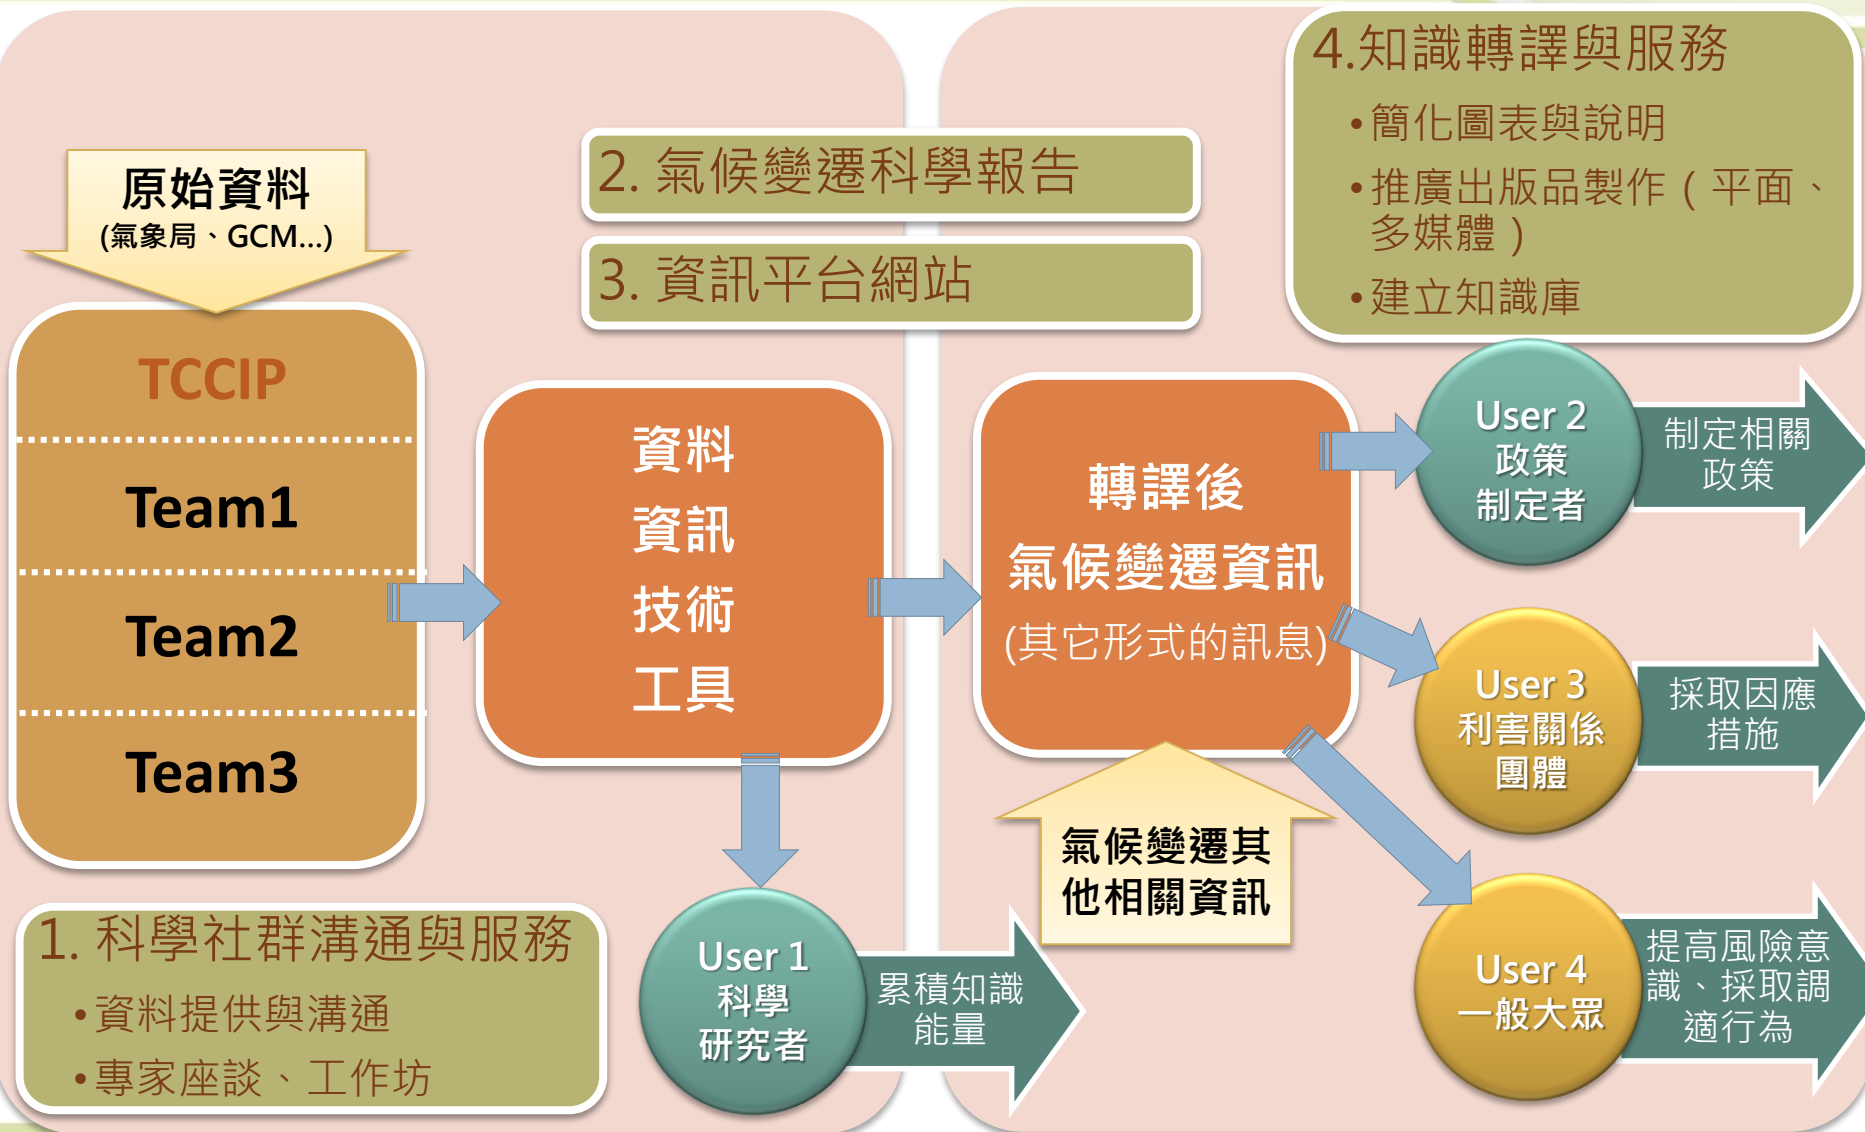 原始資料
(氣象局、GCM...)
TCCIP
Team1
Team2
Team3
1. 科學社群溝通與服務
•資料提供與溝通
•專家座談、工作坊
2. 氣候變遷科學報告
3. 資訊平台網站
資料
資訊
技術
工具
User 1
科學
研究者
累積知識
能量
4.知識轉譯與服務
•簡化圖表與說明
•推廣出版品製作（平面、
多媒體）
•建立知識庫
轉譯後
氣候變遷資訊
(其它形式的訊息)
氣候變遷其
他相關資訊
User 2
政策
制定者
制定相關
政策
User 3
利害關係
團體
採取因應
措施
User 4
一般大眾
提高風險意
識、採取調
適行為